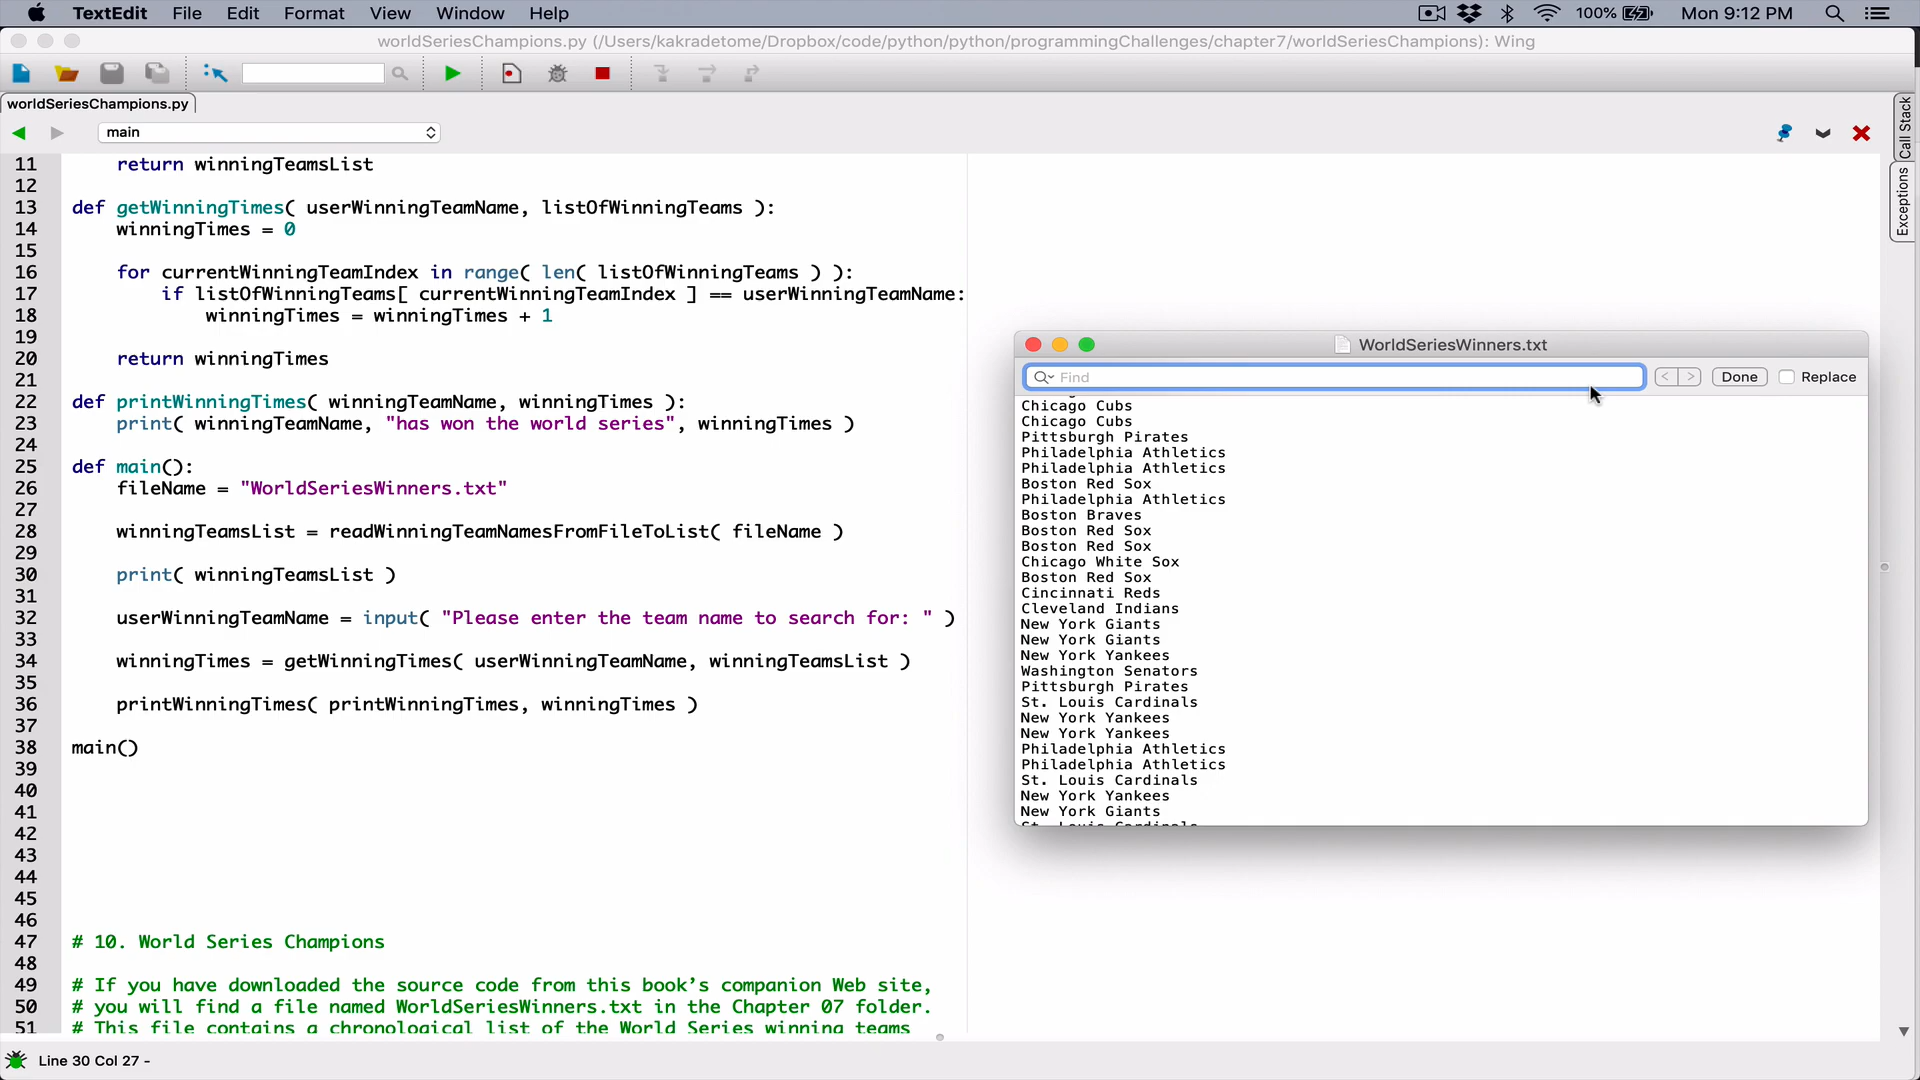 TextEdit File Edit Format View Window Help 100% Mon 9:12 PM
worldSeriesChampions.py (/Users/kakradetome/Dropbox/code/python/python/programmingChallenges/chapter7/worldSeriesChampions): Wing
worldSeriesChampions.py
main
Call Stack
Exceptions
11 return winningTeamsList
12
13 def getWinningTimes( userWinningTeamName, listOfWinningTeams ):
14 winningTimes = 0
15
16 for currentWinningTeamIndex in range( len( listOfWinningTeams ) ):
17 if listOfWinningTeams[ currentWinningTeamIndex ] == userWinningTeamName:
18 winningTimes = winningTimes + 1
19
20 return winningTimes
21
22 def printWinningTimes( winningTeamName, winningTimes ):
23 print( winningTeamName, "has won the world series", winningTimes )
24
25 def main():
26 fileName = "WorldSeriesWinners.txt"
27
28 winningTeamsList = readWinningTeamNamesFromFileToList( fileName )
29
30 print( winningTeamsList )
31
32 userWinningTeamName = input( "Please enter the team name to search for: " )
33
34 winningTimes = getWinningTimes( userWinningTeamName, winningTeamsList )
35
36 printWinningTimes( printWinningTimes, winningTimes )
37
38 main()
39
40
41
42
43
44
45
46
47 # 10. World Series Champions
48
49 # If you have downloaded the source code from this book’s companion Web site,
50 # you will find a file named WorldSeriesWinners.txt in the Chapter 07 folder.
51 # This file contains a chronological list of the World Series winning teams
WorldSeriesWinners.txt
Find < > Done Replace
Chicago Cubs
Chicago Cubs
Pittsburgh Pirates
Philadelphia Athletics
Philadelphia Athletics
Boston Red Sox
Philadelphia Athletics
Boston Braves
Boston Red Sox
Boston Red Sox
Chicago White Sox
Boston Red Sox
Cincinnati Reds
Cleveland Indians
New York Giants
New York Giants
New York Yankees
Washington Senators
Pittsburgh Pirates
St. Louis Cardinals
New York Yankees
New York Yankees
Philadelphia Athletics
Philadelphia Athletics
St. Louis Cardinals
New York Yankees
New York Giants
St. Louis Cardinals
Line 30 Col 27 -